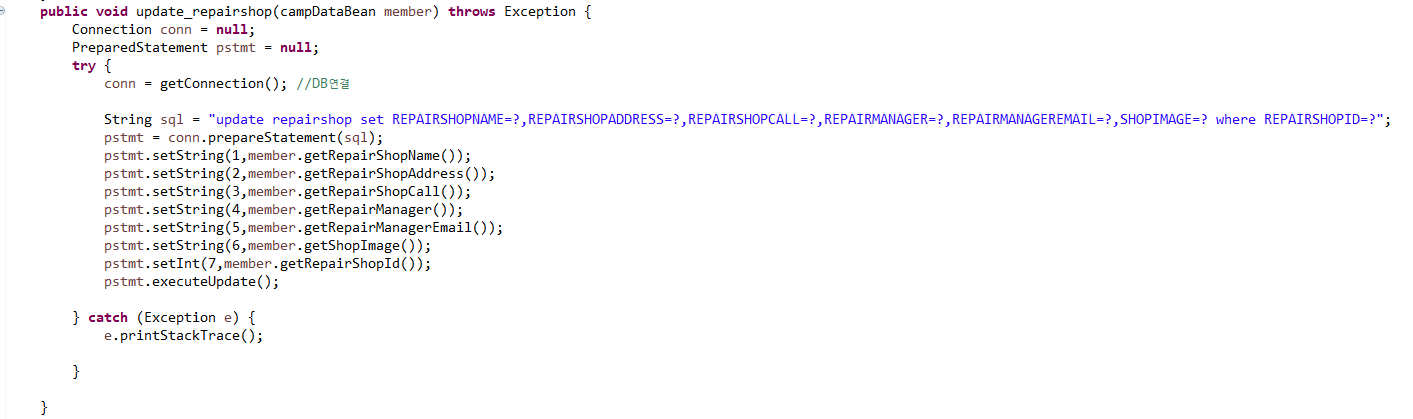 public void update_repairshop(campDataBean member) throws Exception {
Connection conn = null;
PreparedStatement pstmt = null;
try {
conn = getConnection(); //DB연결
String sql = "update repairshop set REPAIRSHOPNAME=?,REPAIRSHOPADDRESS=?,REPAIRSHOPCALL=?,REPAIRMANAGER=?,REPAIRMANAGEREMAIL=?,SHOPIMAGE=? where REPAIRSHOPID=?";
pstmt = conn.prepareStatement(sql);
pstmt.setString(1,member.getRepairShopName());
pstmt.setString(2,member.getRepairShopAddress());
pstmt.setString(3,member.getRepairShopCall());
pstmt.setString(4,member.getRepairManager());
pstmt.setString(5,member.getRepairManagerEmail());
pstmt.setString(6,member.getShopImage());
pstmt.setInt(7,member.getRepairShopId());
pstmt.executeUpdate();
} catch (Exception e) {
e.printStackTrace();
}
}